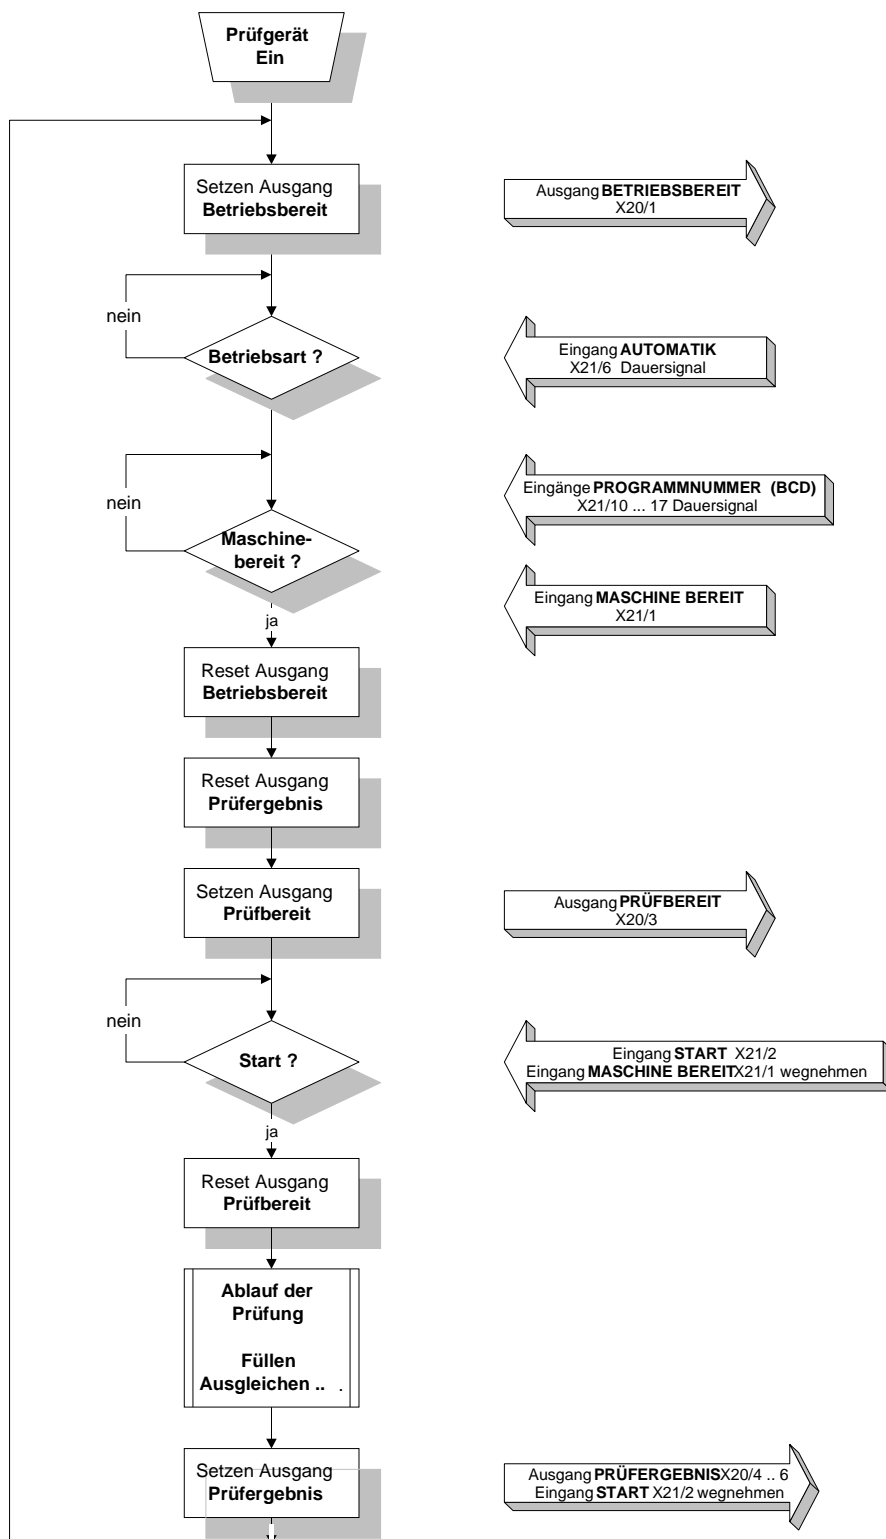 Prüfgerät
Ein
Setzen Ausgang
Betriebsbereit
Ausgang BETRIEBSBEREIT
X20/1
nein
Betriebsart ?
Eingang AUTOMATIK
X21/6 Dauersignal
nein
Eingänge PROGRAMMNUMMER (BCD)
X21/10 ... 17 Dauersignal
Maschine-
bereit ?
Eingang MASCHINE BEREIT
X21/1
ja
Reset Ausgang
Betriebsbereit
Reset Ausgang
Prüfergebnis
Setzen Ausgang
Prüfbereit
Ausgang PRÜFBEREIT
X20/3
nein
Start ?
Eingang START X21/2
Eingang MASCHINE BEREIT X21/1 wegnehmen
ja
Reset Ausgang
Prüfbereit
Ablauf der
Prüfung
Füllen
Ausgleichen .. .
Setzen Ausgang
Prüfergebnis
Ausgang PRÜFERGEBNIS X20/4 .. 6
Eingang START X21/2 wegnehmen